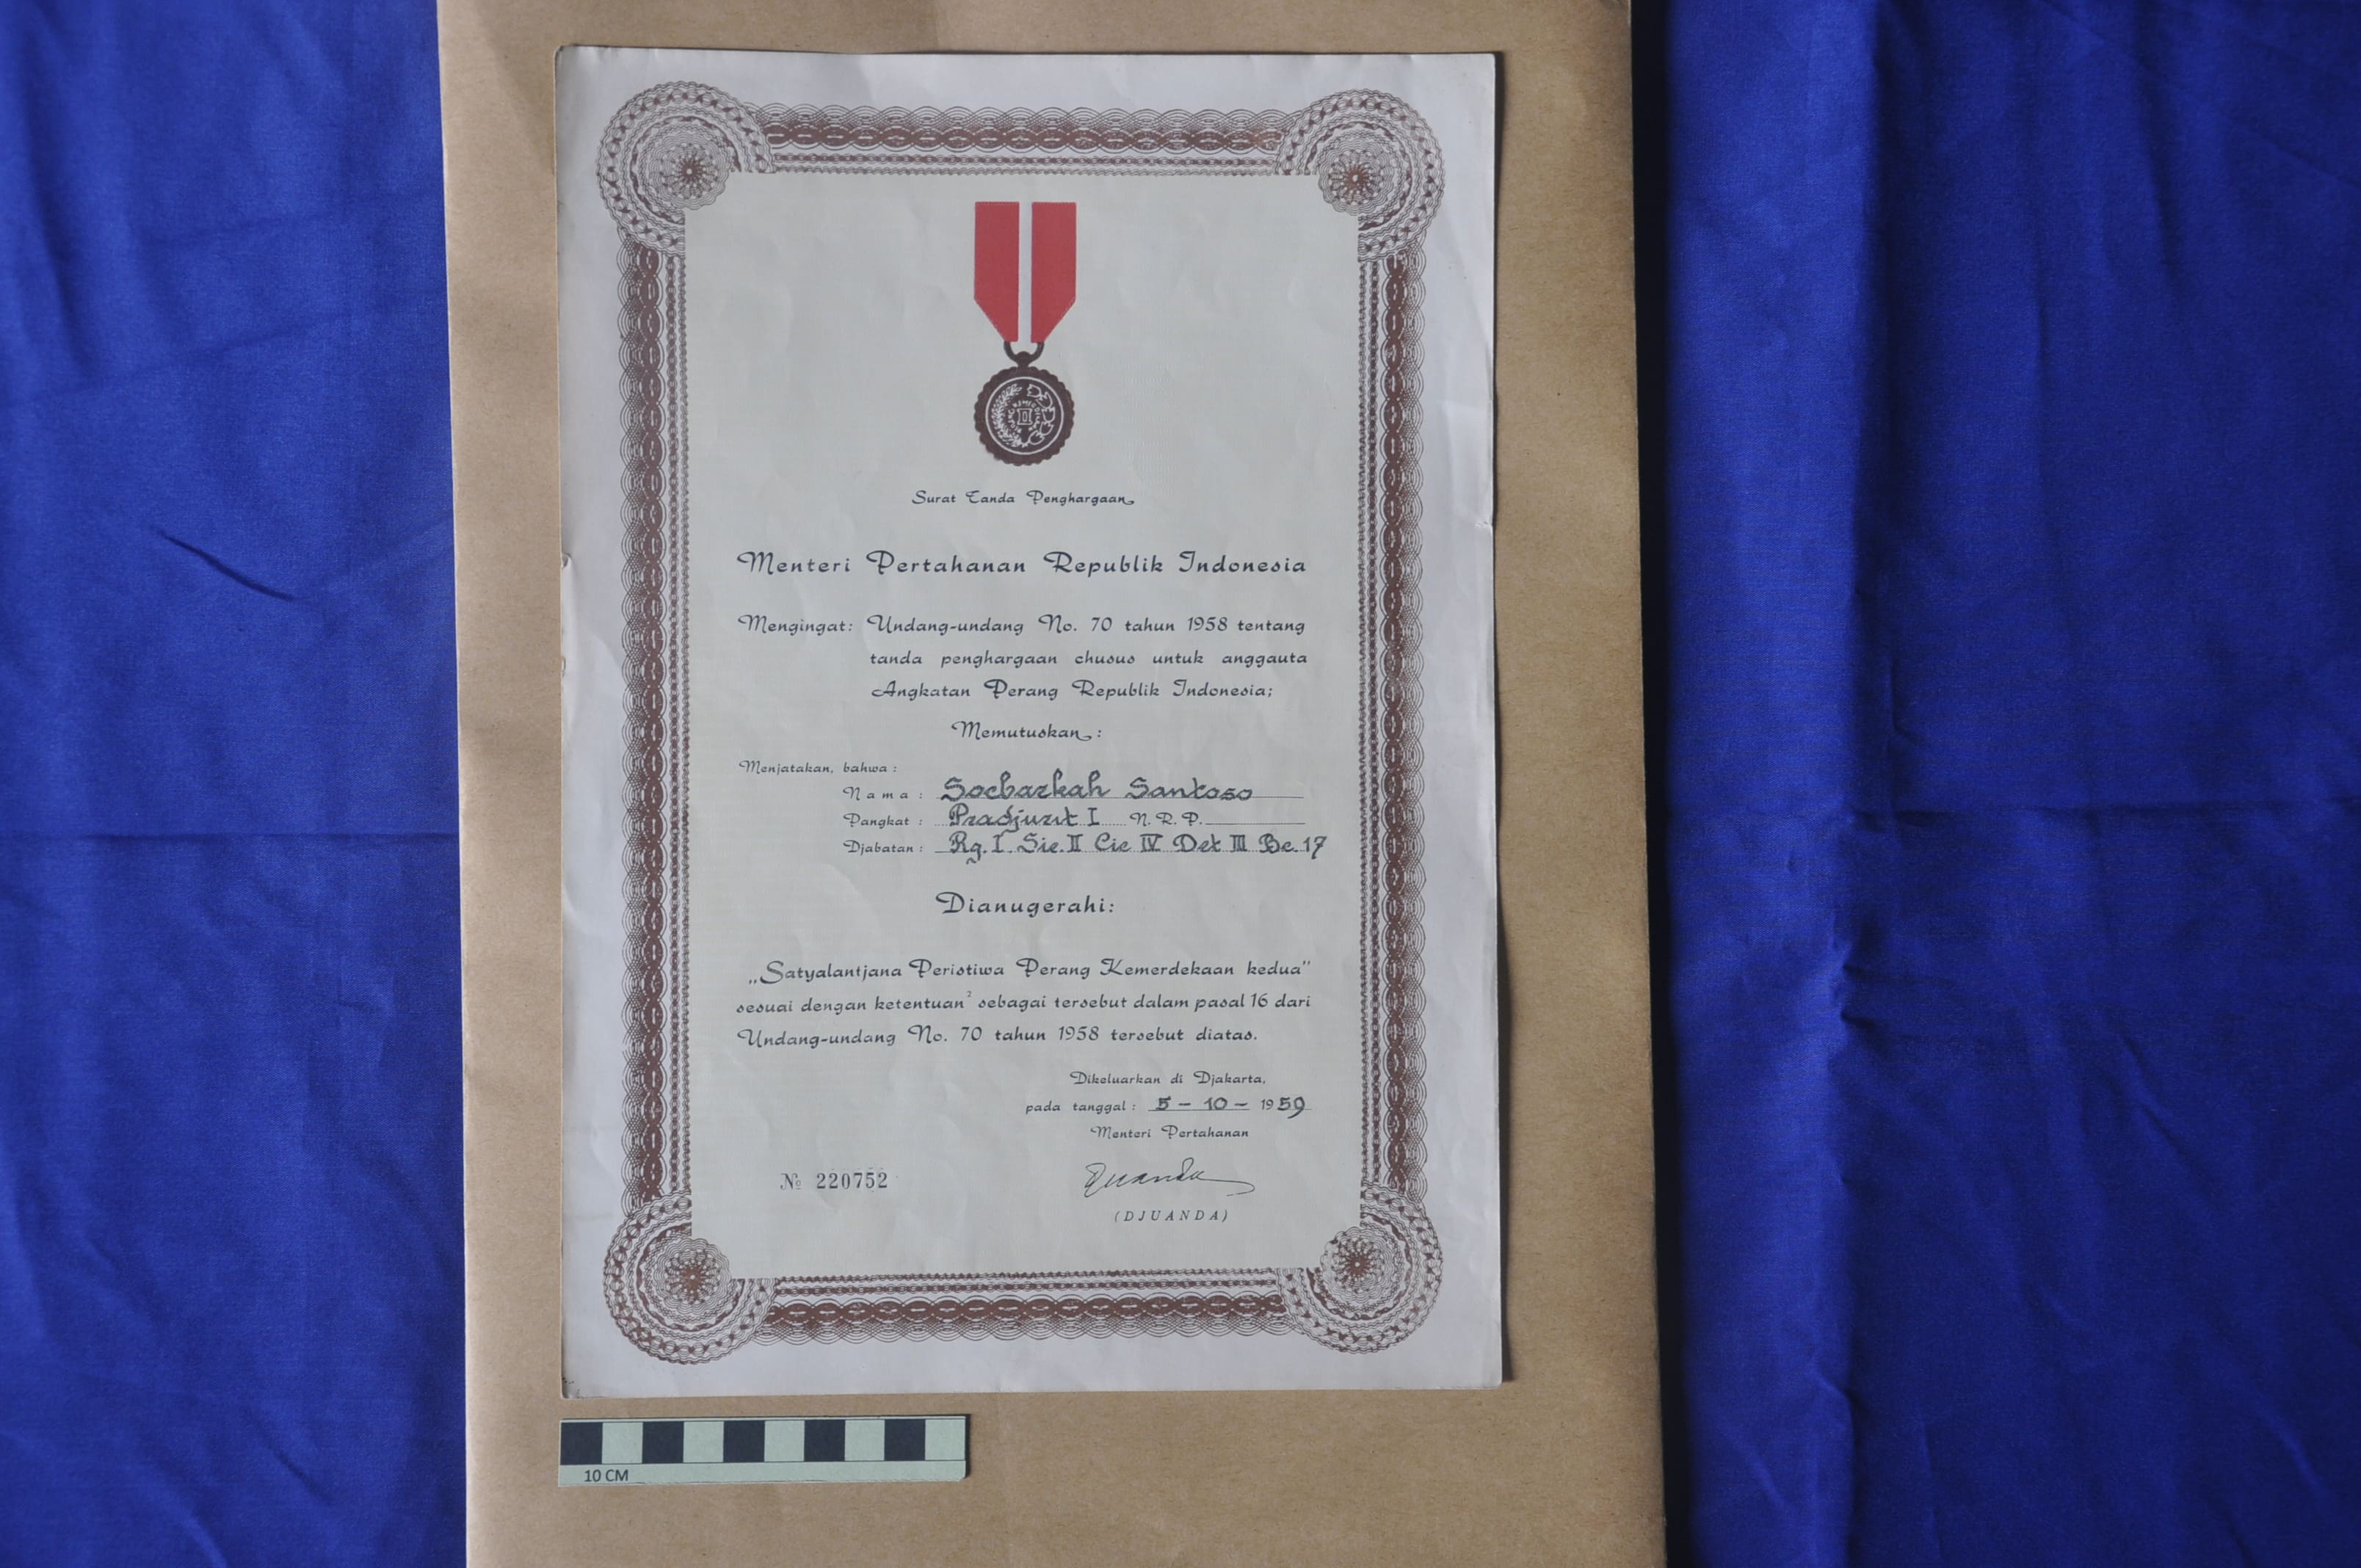 Surat Tanda Penghargaan
Menteri Pertahanan Republik Indonesia
Mengingat: Undang-undang No. 70 tahun 1958 tentang
tanda penghargaan chusus untuk anggauta
Angkatan Perang Republik Indonesia;
Memutuskan:
Menjatakan, bahwa:
Nama: Soebarkah Santoso
Pangkat: Pradjurit I N.R.P.
Djabatan: Rg. I Sie. II Cie IV Det III Be. 17
Dianugerahi:
„Satyalantjana Peristiwa Perang Kemerdekaan kedua"
sesuai dengan ketentuan² sebagai tersebut dalam pasal 16 dari
Undang-undang No. 70 tahun 1958 tersebut diatas.
Dikeluarkan di Djakarta,
pada tanggal: 5 - 10 - 1959
Menteri Pertahanan
№ 220752
Djuanda
(DJUANDA)
10 CM